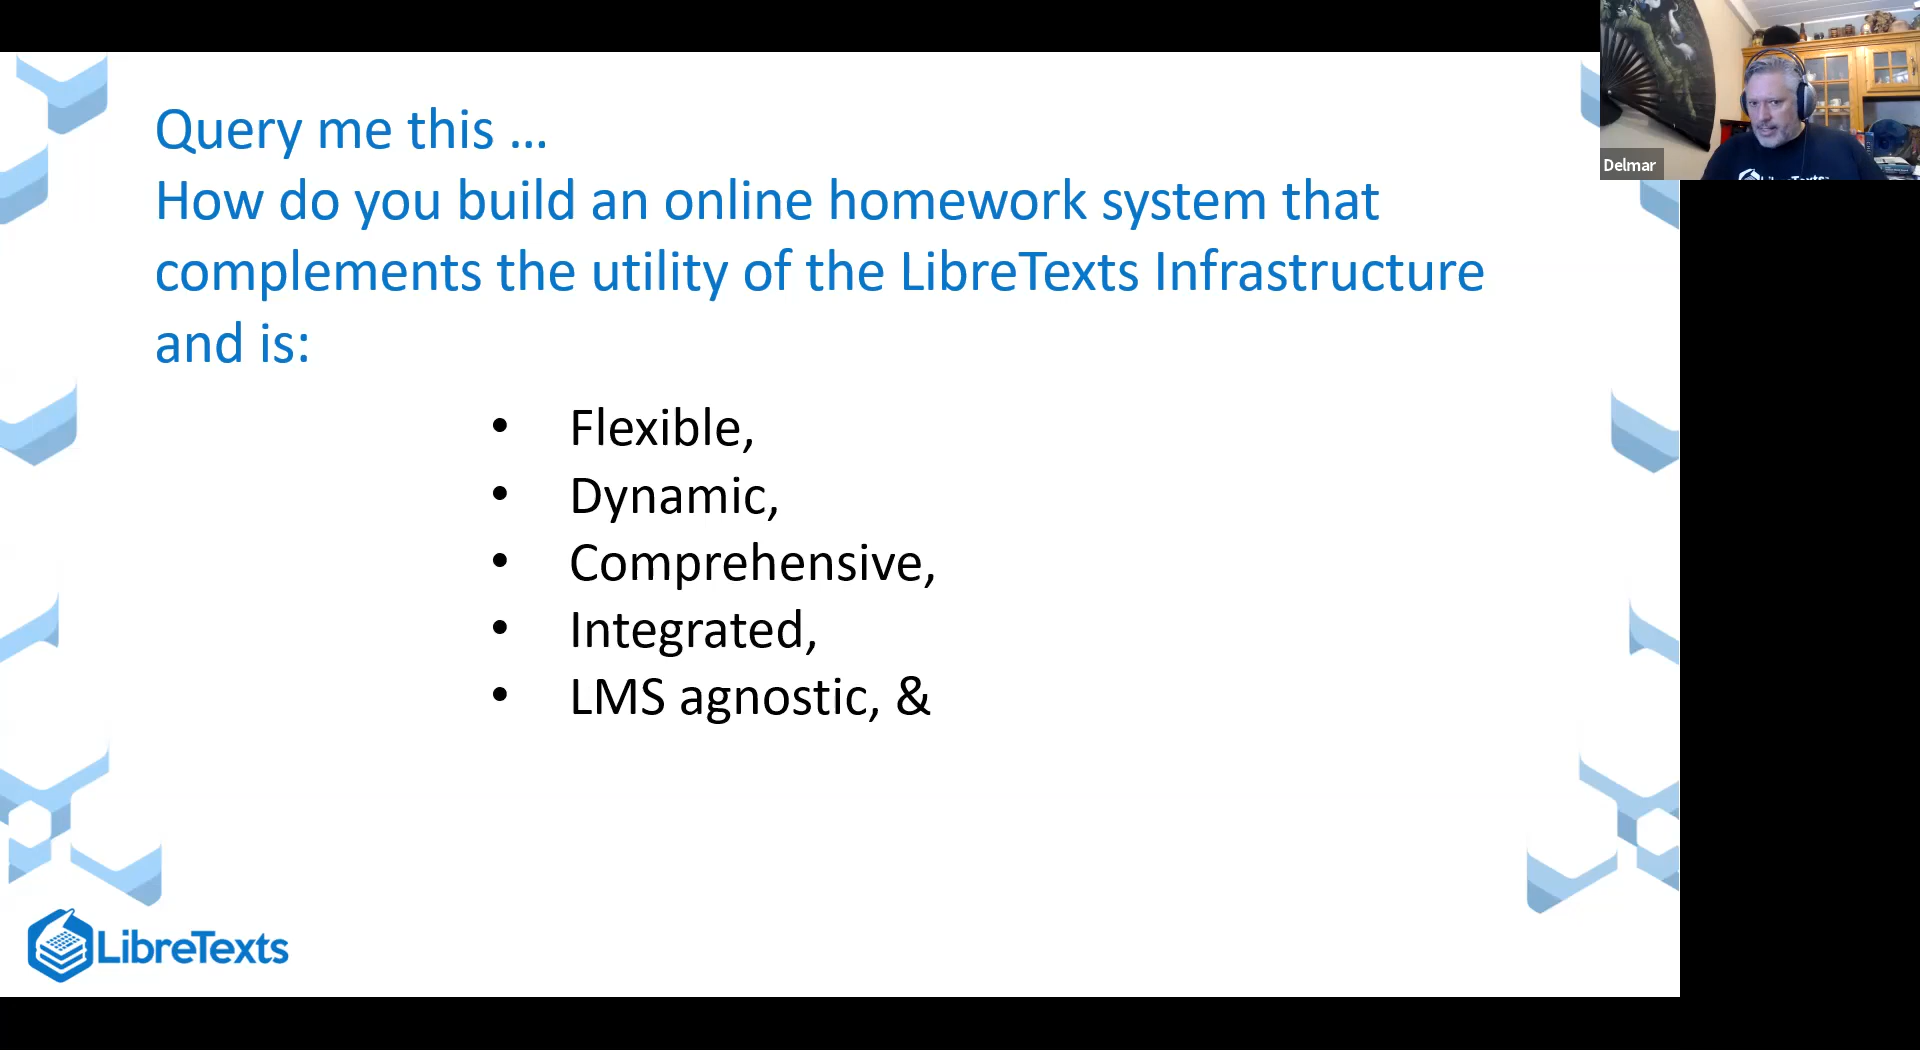 Query me this ...
How do you build an online homework system that
complements the utility of the LibreTexts Infrastructure
and is:
• Flexible,
• Dynamic,
• Comprehensive,
• Integrated,
• LMS agnostic, &
LibreTexts
Delmar
LibreTexts